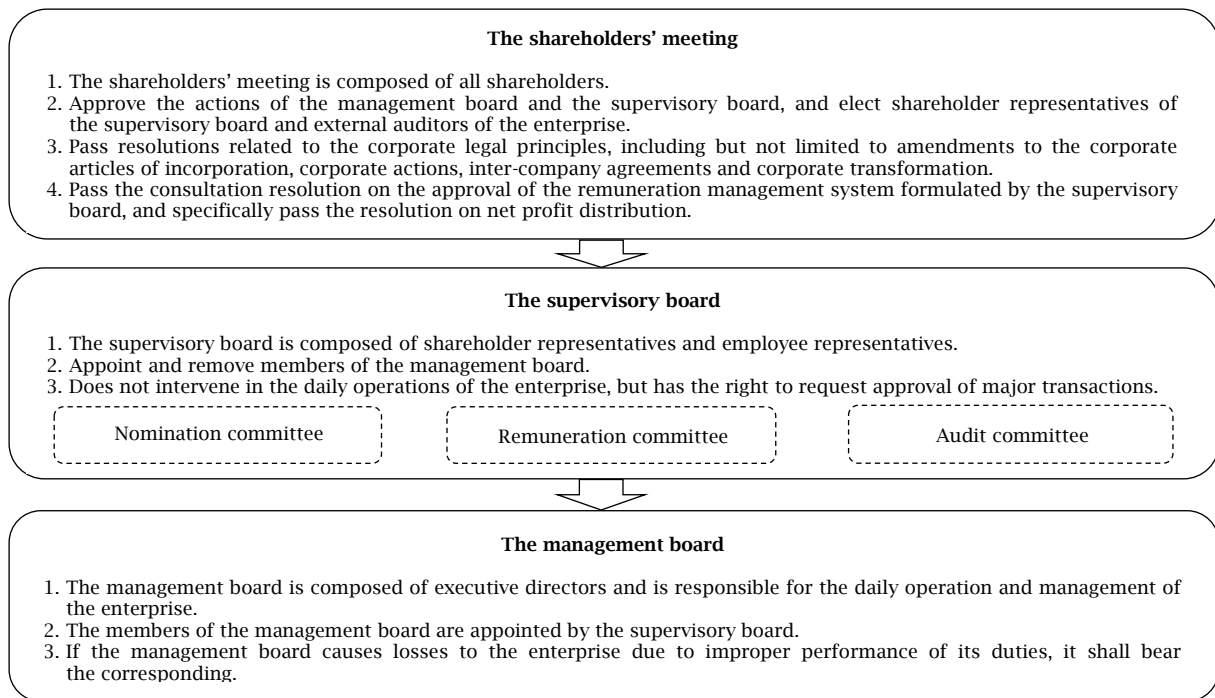 The shareholders’ meeting
1. The shareholders’ meeting is composed of all shareholders.
2. Approve the actions of the management board and the supervisory board, and elect shareholder representatives of
the supervisory board and external auditors of the enterprise.
3. Pass resolutions related to the corporate legal principles, including but not limited to amendments to the corporate
articles of incorporation, corporate actions, inter-company agreements and corporate transformation.
4. Pass the consultation resolution on the approval of the remuneration management system formulated by the supervisory
board, and specifically pass the resolution on net profit distribution.
The supervisory board
1. The supervisory board is composed of shareholder representatives and employee representatives.
2. Appoint and remove members of the management board.
3. Does not intervene in the daily operations of the enterprise, but has the right to request approval of major transactions.
Nomination committee
Remuneration committee
Audit committee
The management board
1. The management board is composed of executive directors and is responsible for the daily operation and management of
the enterprise.
2. The members of the management board are appointed by the supervisory board.
3. If the management board causes losses to the enterprise due to improper performance of its duties, it shall bear
the corresponding.